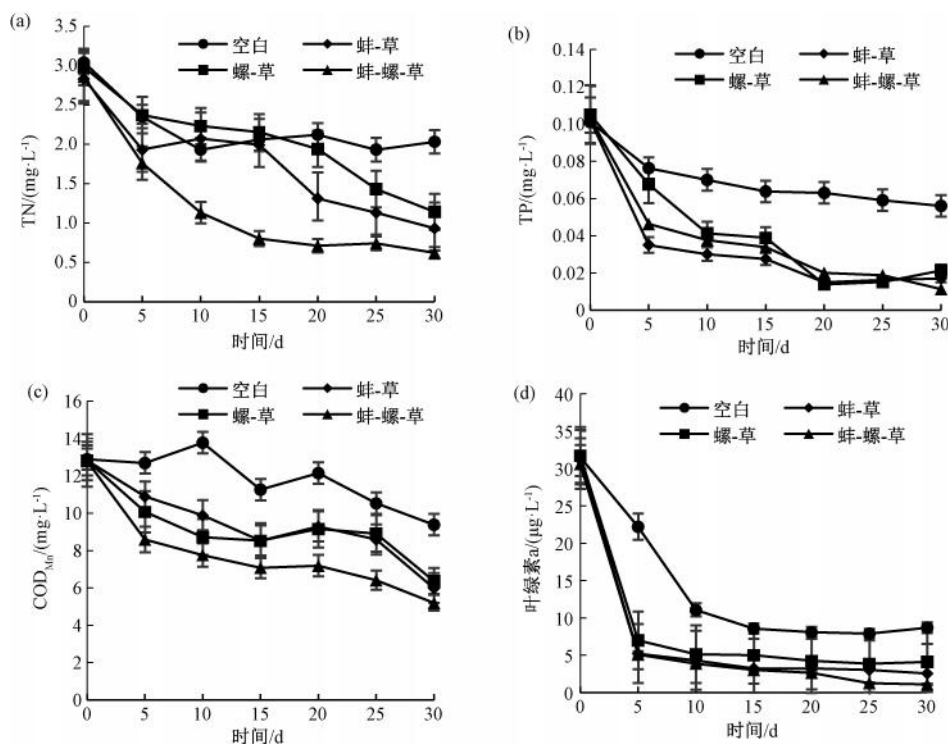 (a)
空白 蚌-草
螺-草 蚌-螺-草
TN/(mg·L⁻¹)
3.5
3.0
2.5
2.0
1.5
1.0
0.5
0
0 5 10 15 20 25 30
时间/d
(b)
空白 蚌-草
螺-草 蚌-螺-草
TP/(mg·L⁻¹)
0.14
0.12
0.10
0.08
0.06
0.04
0.02
0
0 5 10 15 20 25 30
时间/d
(c)
空白 蚌-草
螺-草 蚌-螺-草
COD_Mn/(mg·L⁻¹)
16
14
12
10
8
6
4
2
0
0 5 10 15 20 25 30
时间/d
(d)
空白 蚌-草
螺-草 蚌-螺-草
叶绿素a/(μg·L⁻¹)
40
35
30
25
20
15
10
5
0
0 5 10 15 20 25 30
时间/d